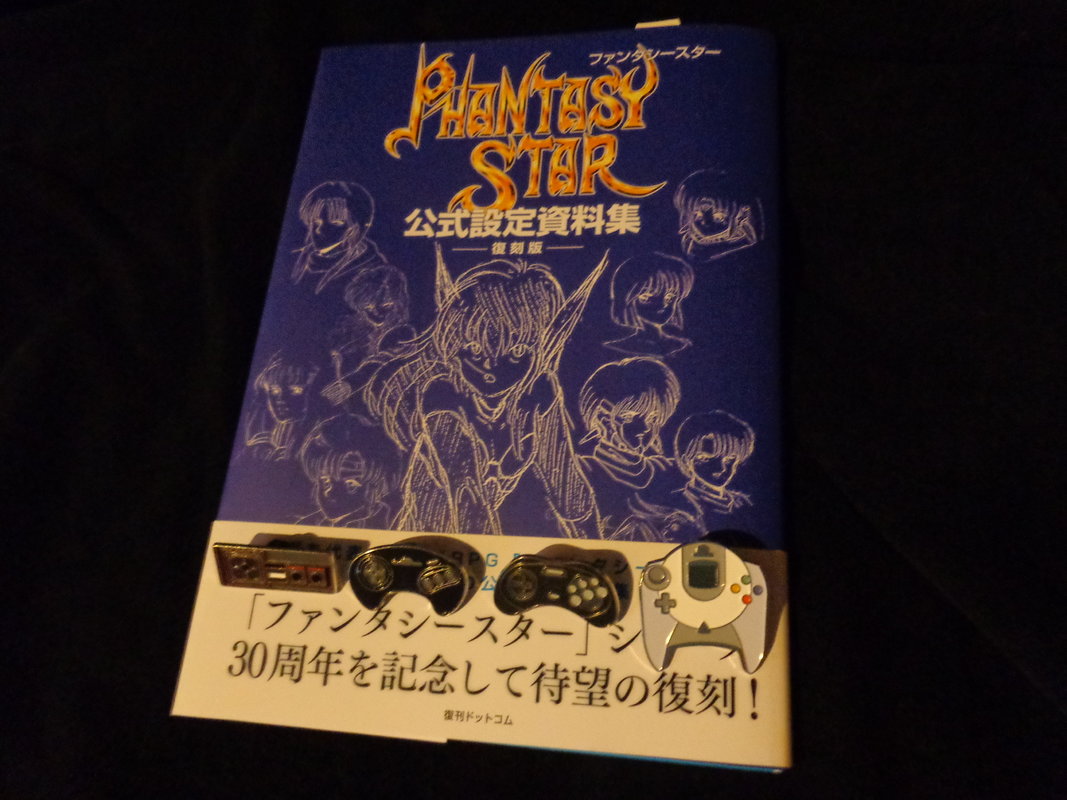 ファンタシースター
PHANTASY
STAR
公式設定資料集
復刻版
RPG
「ファンタシースター」シ
30周年を記念して待望の復刻!
復刊ドットコム